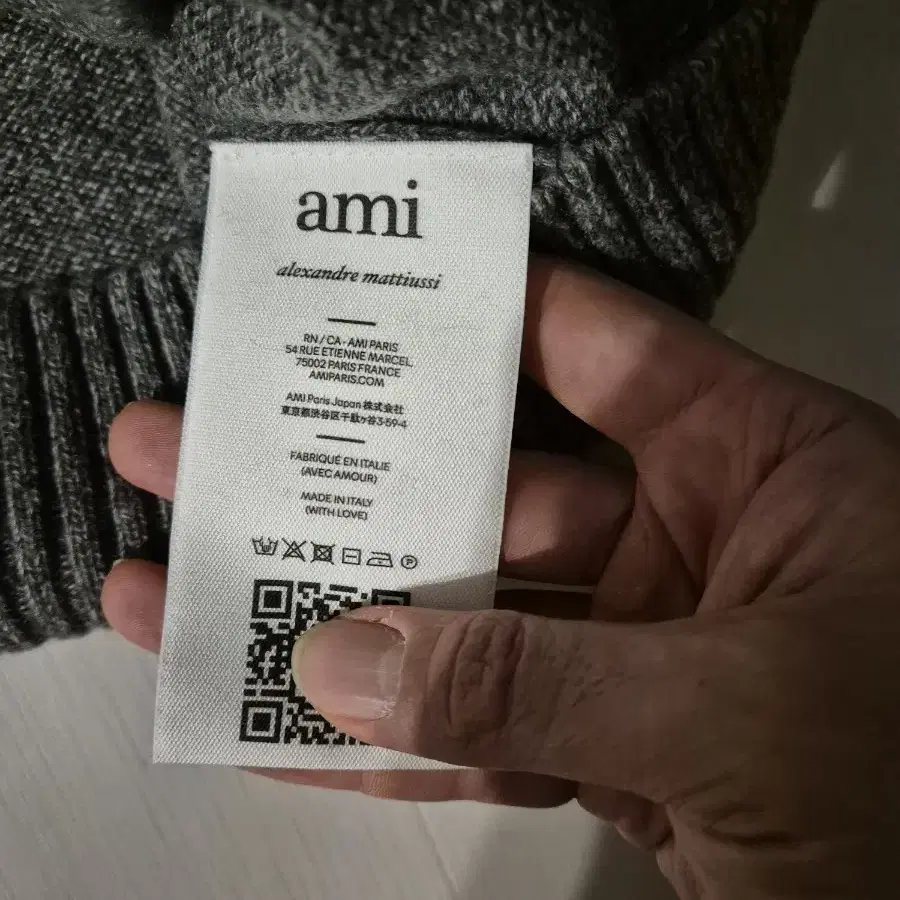 ami
alexandre mattiussi
RN / CA - AMI PARIS
54 RUE ETIENNE MARCEL,
75002 PARIS FRANCE
AMIPARIS.COM
AMI Paris Japan 株式会社
東京都渋谷区千駄ヶ谷3-59-4
FABRIQUÉ EN ITALIE
(AVEC AMOUR)
MADE IN ITALY
(WITH LOVE)
P